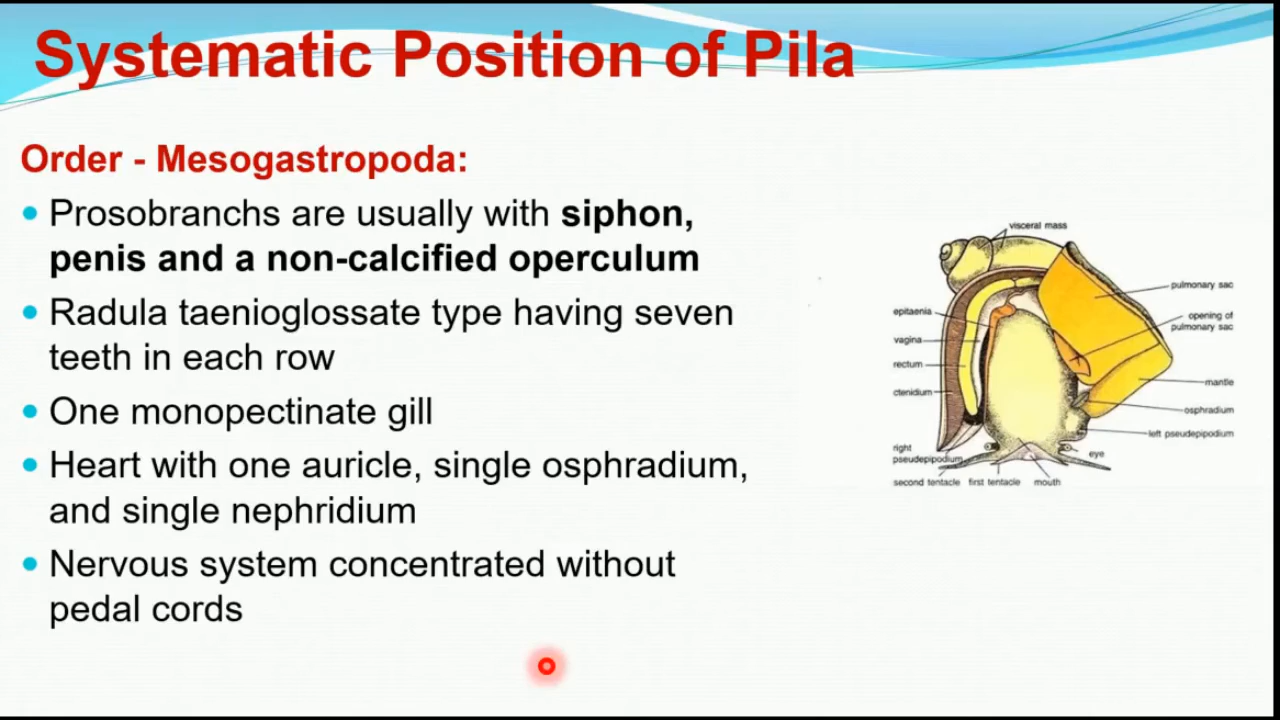 Systematic Position of Pila
Order - Mesogastropoda:
• Prosobranchs are usually with siphon,
penis and a non-calcified operculum
• Radula taenioglossate type having seven
teeth in each row
• One monopectinate gill
• Heart with one auricle, single osphradium,
and single nephridium
• Nervous system concentrated without
pedal cords
visceral mass
pulmonary sac
opening of
pulmonary sac
mantle
osphradium
left pseudepipodium
eye
epitaenia
vagina
rectum
ctenidium
right
pseudepipodium
second tentacle
first tentacle
mouth